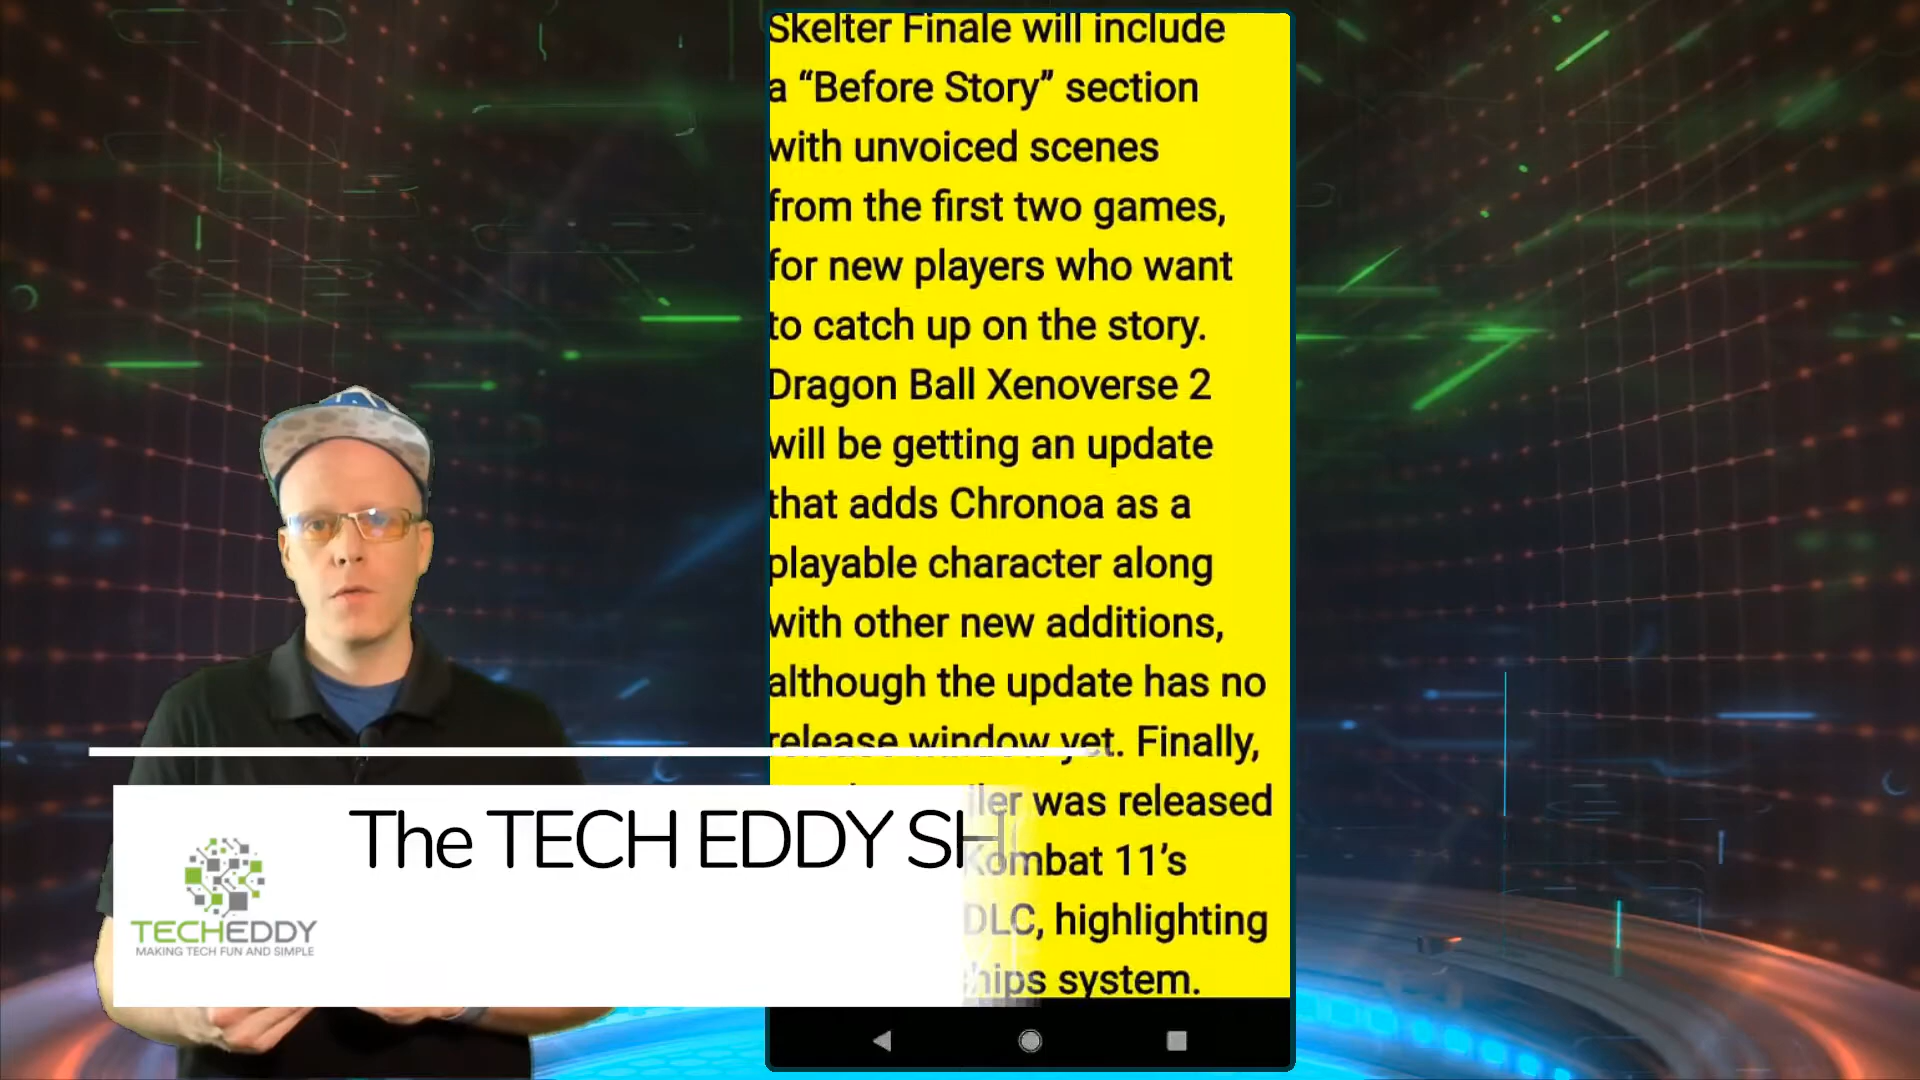 Skelter Finale will include
a “Before Story” section
with unvoiced scenes
from the first two games,
for new players who want
to catch up on the story.
Dragon Ball Xenoverse 2
will be getting an update
that adds Chronoa as a
playable character along
with other new additions,
although the update has no
release window yet. Finally,
was released
Kombat 11’s
DLC, highlighting
system.
The TECH EDDY SH
TECHEDDY
MAKING TECH FUN AND SIMPLE